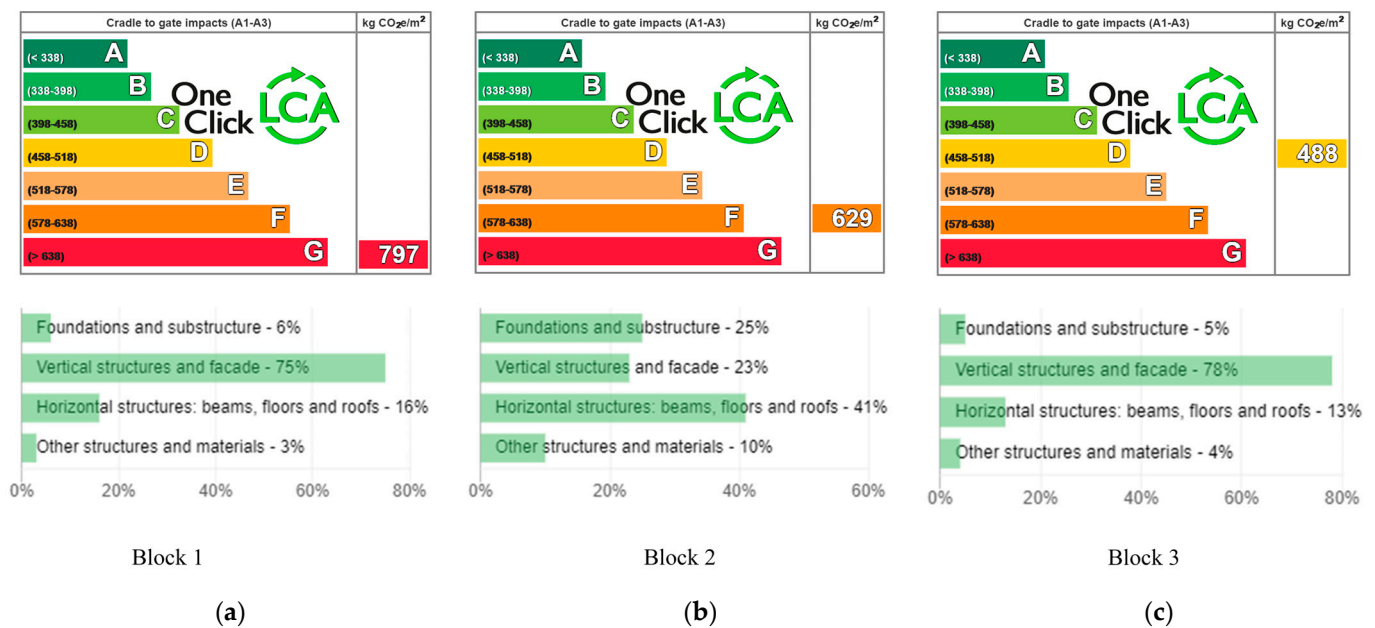 Cradle to gate impacts (A1-A3) kg CO₂e/m²
(< 338) A
(338-398) B
(398-458) C
(458-518) D
(518-578) E
(578-638) F
(> 638) G 797
One
Click LCA
Foundations and substructure - 6%
Vertical structures and facade - 75%
Horizontal structures: beams, floors and roofs - 16%
Other structures and materials - 3%
0% 20% 40% 60% 80%
Block 1
(a)
Cradle to gate impacts (A1-A3) kg CO₂e/m²
(< 338) A
(338-398) B
(398-458) C
(458-518) D
(518-578) E
(578-638) F 629
(> 638) G
One
Click LCA
Foundations and substructure - 25%
Vertical structures and facade - 23%
Horizontal structures: beams, floors and roofs - 41%
Other structures and materials - 10%
0% 20% 40% 60%
Block 2
(b)
Cradle to gate impacts (A1-A3) kg CO₂e/m²
(< 338) A
(338-398) B
(398-458) C
(458-518) D 488
(518-578) E
(578-638) F
(> 638) G
One
Click LCA
Foundations and substructure - 5%
Vertical structures and facade - 78%
Horizontal structures: beams, floors and roofs - 13%
Other structures and materials - 4%
0% 20% 40% 60% 80%
Block 3
(c)